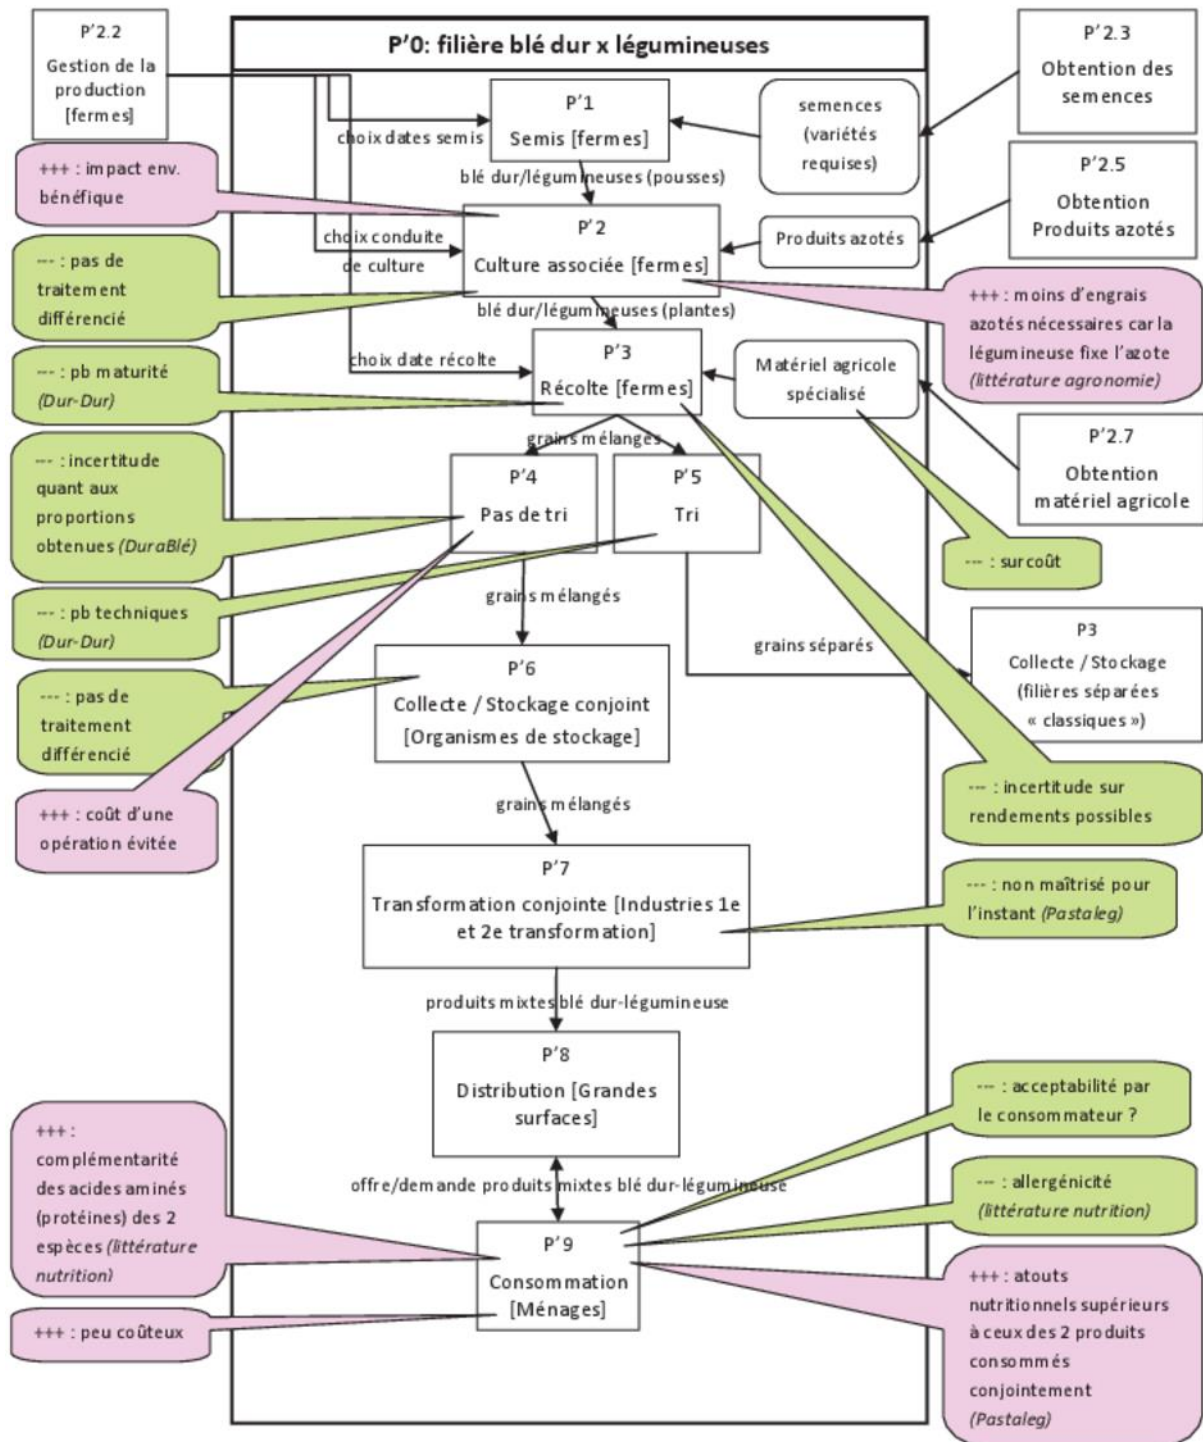 P'0: filière blé dur x légumineuses
P'2.2
Gestion de la
production
[fermes]
P'2.3
Obtention des
semences
P'1
Semis [fermes]
semences
(variétés
requises)
choix dates semis
blé dur/légumineuses (pousses)
+++ : impact env.
bénéfique
P'2.5
Obtention
Produits azotés
P'2
Culture associée [fermes]
Produits azotés
choix conduite
de culture
--- : pas de
traitement
différencié
blé dur/légumineuses (plantes)
+++ : moins d'engrais
azotés nécessaires car la
légumineuse fixe l'azote
(littérature agronomie)
P'3
Récolte [fermes]
choix date récolte
Matériel agricole
spécialisé
--- : pb maturité
(Dur-Dur)
grains mélangés
P'2.7
Obtention
matériel agricole
--- : incertitude
quant aux
proportions
obtenues (DuraBlé)
P'4
Pas de tri
P'5
Tri
--- : surcoût
--- : pb techniques
(Dur-Dur)
grains mélangés
grains séparés
P3
Collecte / Stockage
(filières séparées
« classiques »)
P'6
Collecte / Stockage conjoint
[Organismes de stockage]
--- : pas de
traitement
différencié
+++ : coût d'une
opération évitée
grains mélangés
--- : incertitude sur
rendements possibles
P'7
Transformation conjointe [Industries 1e
et 2e transformation]
--- : non maîtrisé pour
l'instant (Pastaleg)
produits mixtes blé dur-légumineuse
P'8
Distribution [Grandes
surfaces]
--- : acceptabilité par
le consommateur ?
offre/demande produits mixtes blé dur-légumineuse
--- : allergénicité
(littérature nutrition)
+++ :
complémentarité
des acides aminés
(protéines) des 2
espèces (littérature
nutrition)
P'9
Consommation
[Ménages]
+++ : peu coûteux
+++ : atouts
nutritionnels supérieurs
à ceux des 2 produits
consommés
conjointement
(Pastaleg)